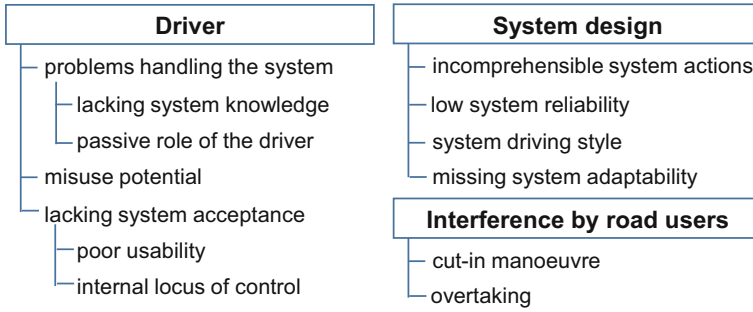 Driver
problems handling the system
lacking system knowledge
passive role of the driver
misuse potential
lacking system acceptance
poor usability
internal locus of control
System design
incomprehensible system actions
low system reliability
system driving style
missing system adaptability
Interference by road users
cut-in manoeuvre
overtaking